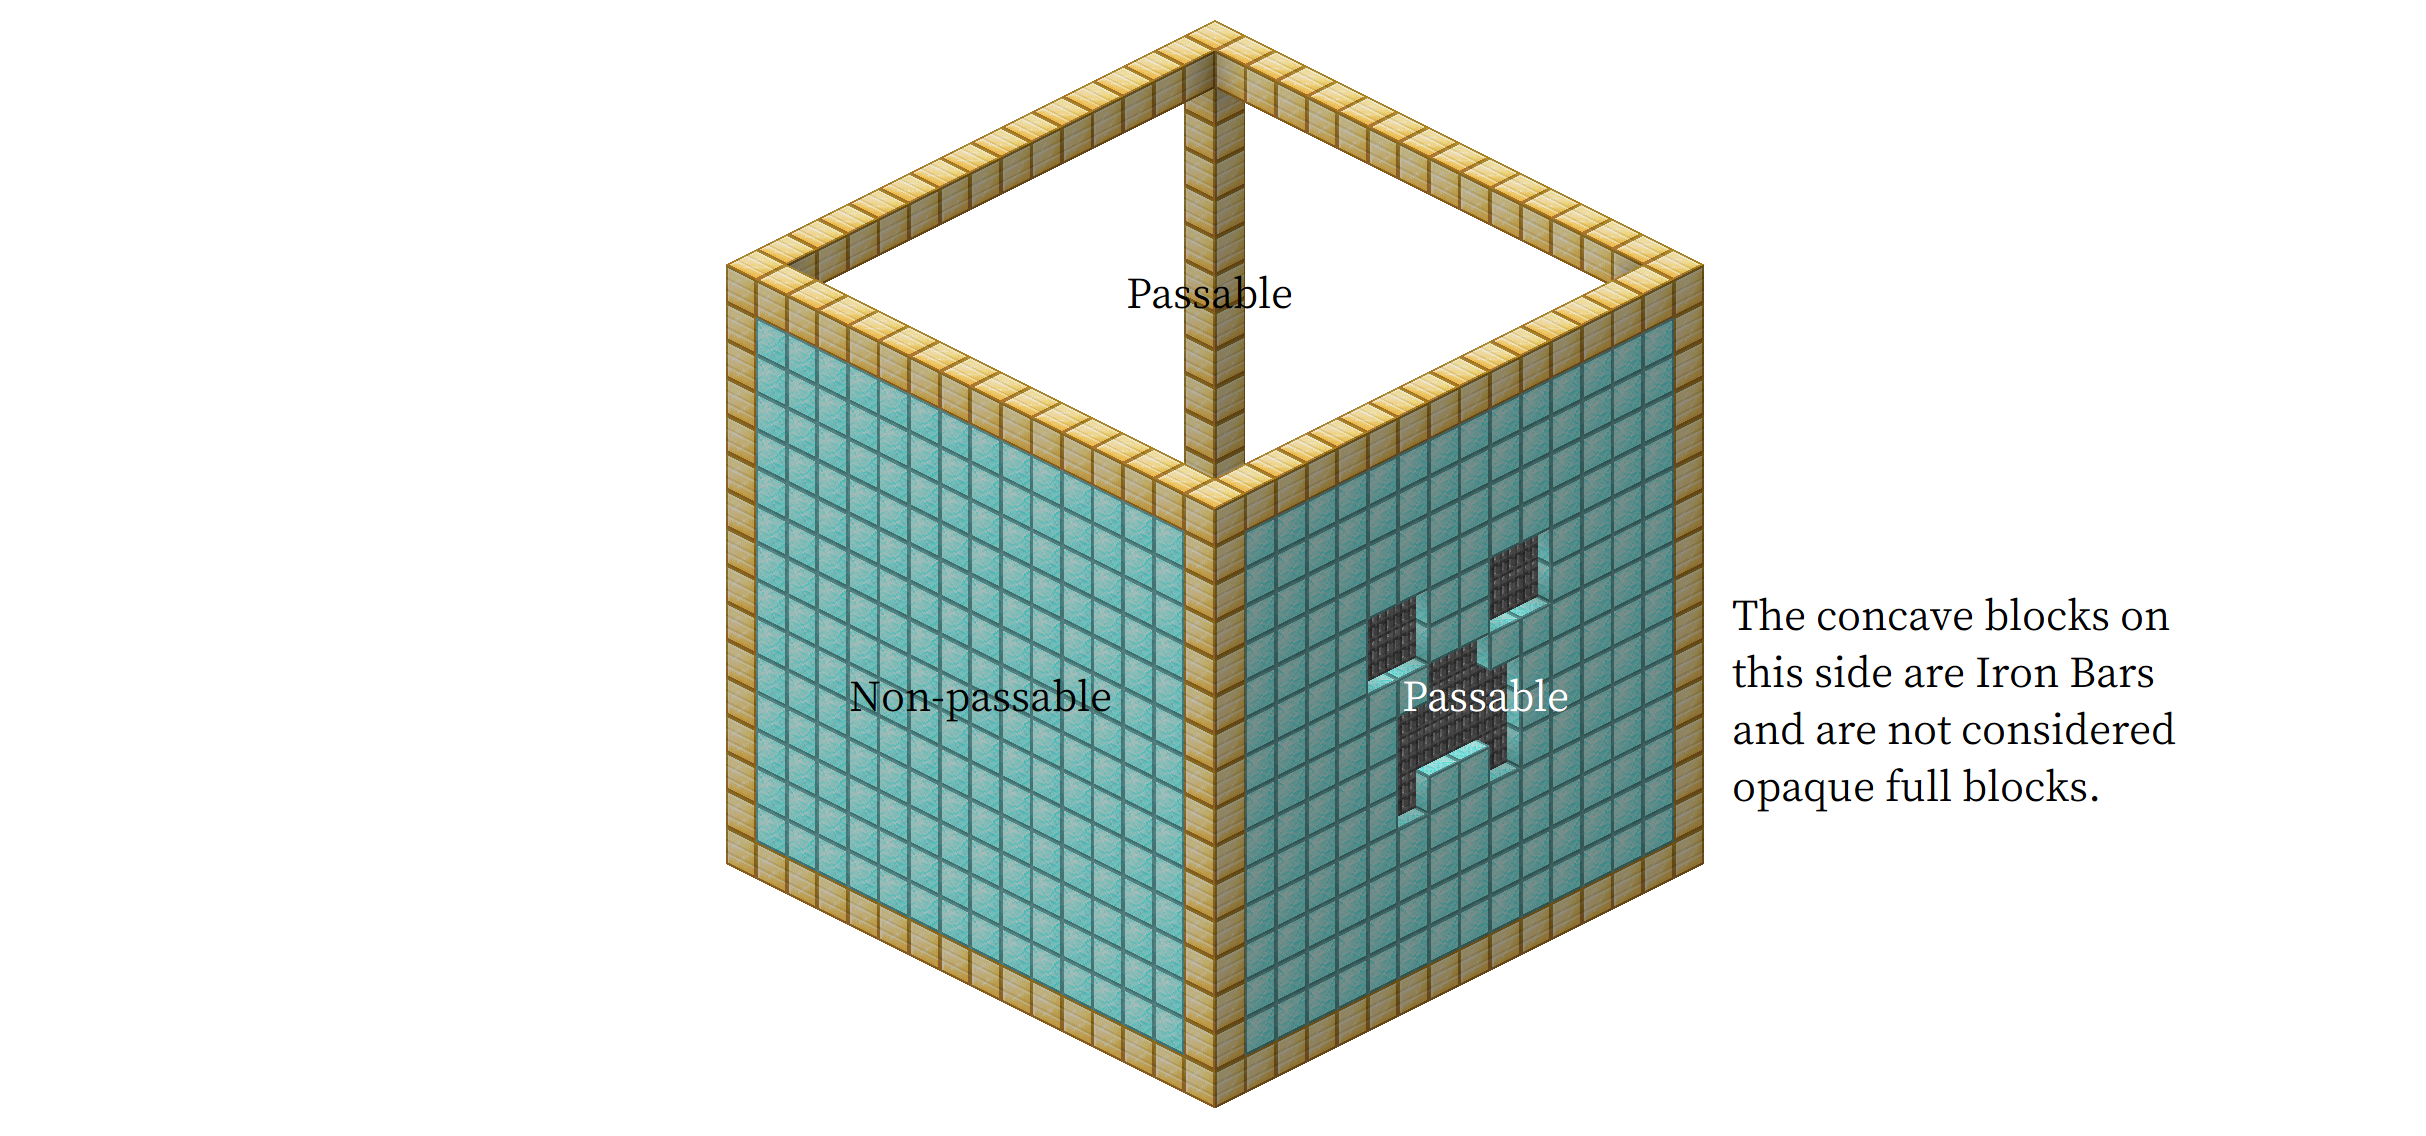 Passable
Non-passable
Passable
The concave blocks on
this side are Iron Bars
and are not considered
opaque full blocks.